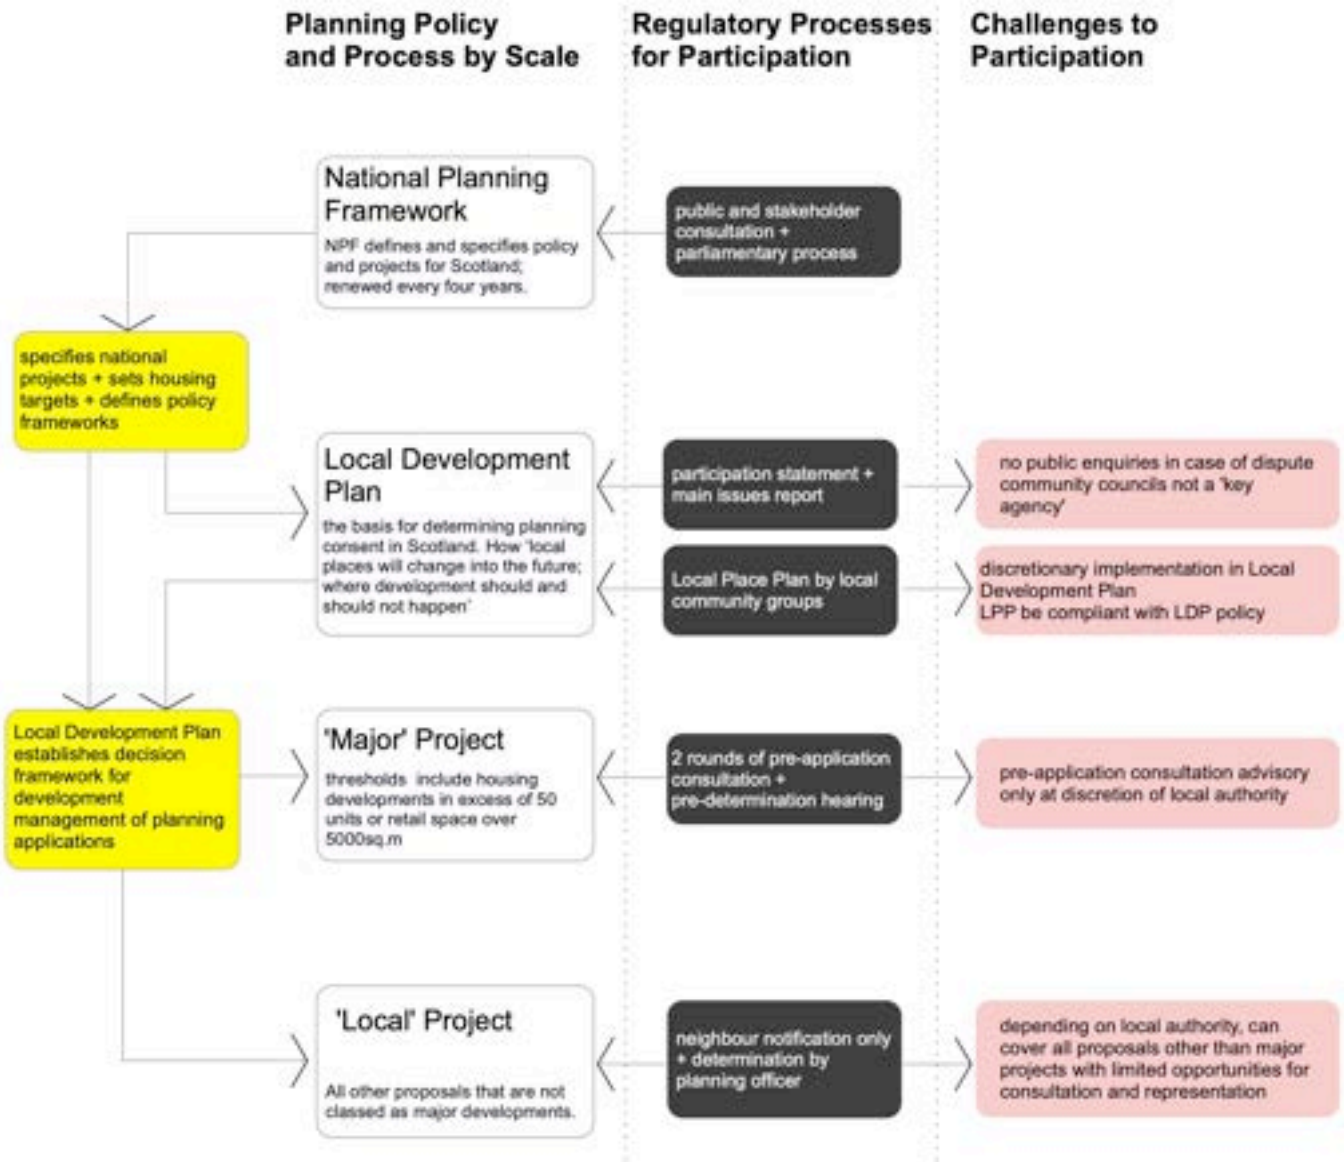 Planning Policy
and Process by Scale
Regulatory Processes
for Participation
Challenges to
Participation
National Planning
Framework
NPF defines and specifies policy
and projects for Scotland;
renewed every four years.
public and stakeholder
consultation +
parliamentary process
specifies national
projects + sets housing
targets + defines policy
frameworks
Local Development
Plan
the basis for determining planning
consent in Scotland. How 'local
places will change into the future;
where development should and
should not happen'
participation statement +
main issues report
no public enquiries in case of dispute
community councils not a 'key
agency'
Local Place Plan by local
community groups
discretionary implementation in Local
Development Plan
LPP be compliant with LDP policy
Local Development Plan
establishes decision
framework for
development
management of planning
applications
'Major' Project
thresholds include housing
developments in excess of 50
units or retail space over
5000sq.m
2 rounds of pre-application
consultation +
pre-determination hearing
pre-application consultation advisory
only at discretion of local authority
'Local' Project
All other proposals that are not
classed as major developments.
neighbour notification only
+ determination by
planning officer
depending on local authority, can
cover all proposals other than major
projects with limited opportunities for
consultation and representation